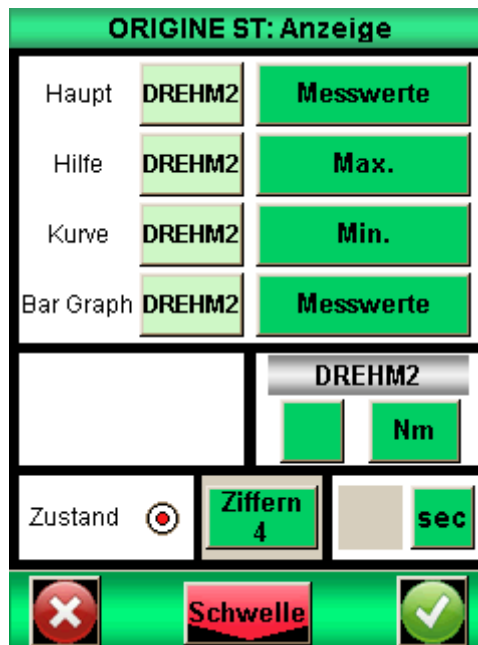 ORIGINE ST: Anzeige
Haupt DREHM2 Messwerte
Hilfe DREHM2 Max.
Kurve DREHM2 Min.
Bar Graph DREHM2 Messwerte
DREHM2
Nm
Zustand Ziffern sec
4
Schwelle